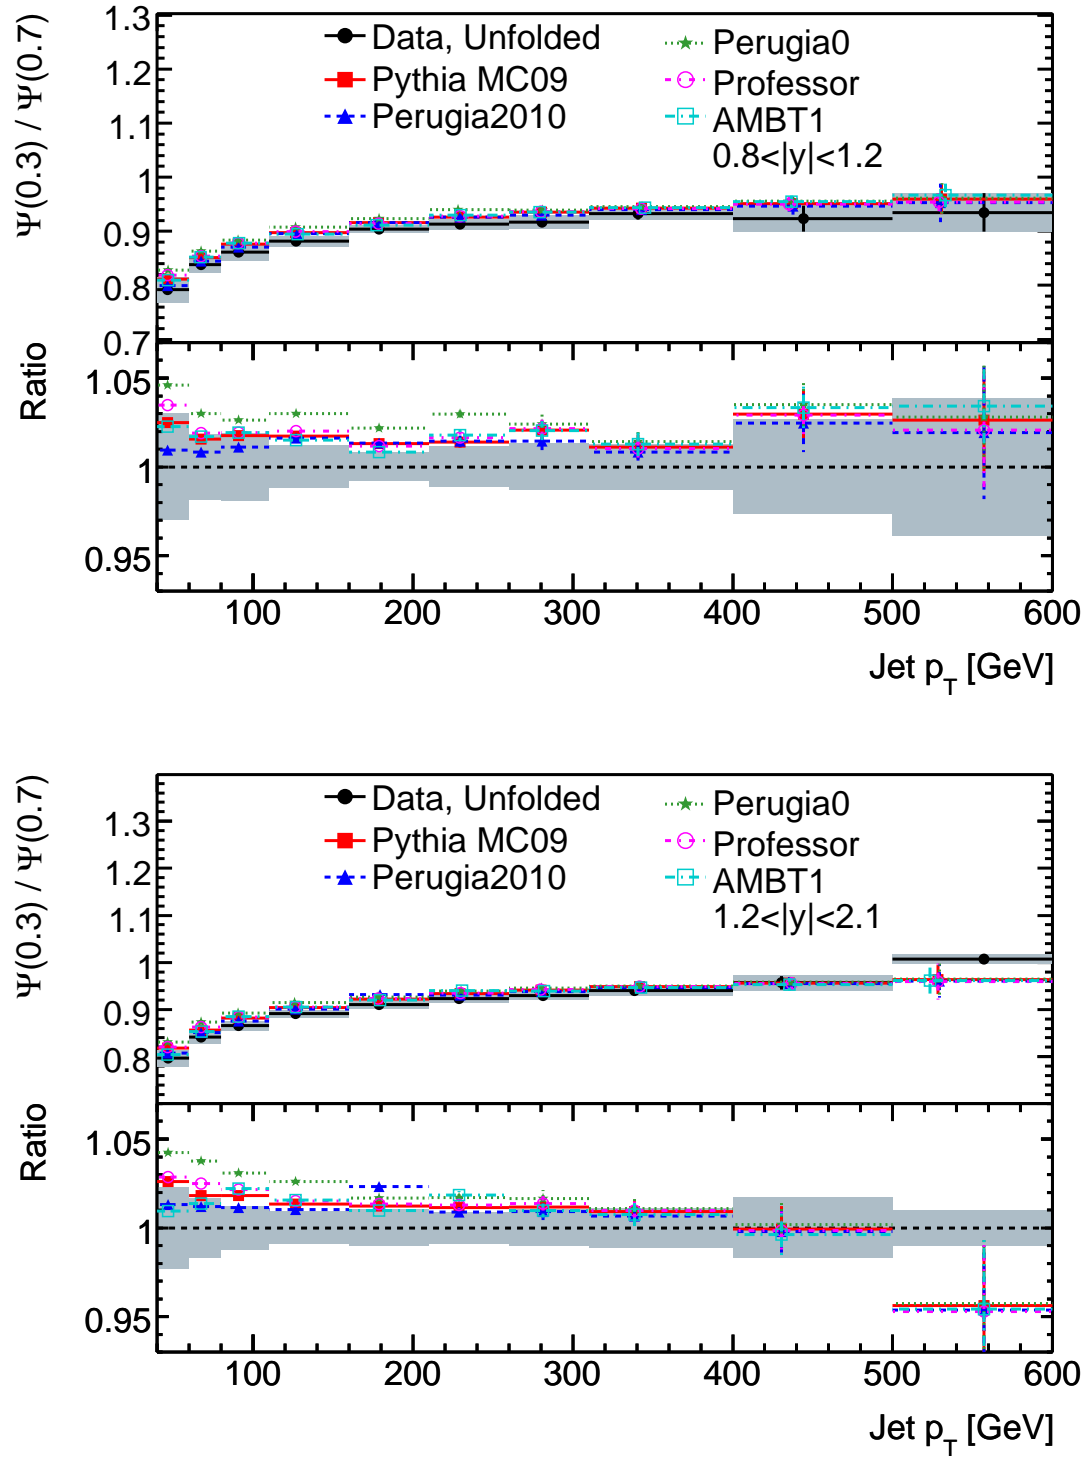 Ψ(0.3) / Ψ(0.7)
1.3
1.2
1.1
1
0.9
0.8
0.7
Data, Unfolded
Pythia MC09
Perugia2010
Perugia0
Professor
AMBT1
0.8<|y|<1.2
Ratio
1.05
1
0.95
100 200 300 400 500 600
Jet p_T [GeV]
Ψ(0.3) / Ψ(0.7)
1.3
1.2
1.1
1
0.9
0.8
Data, Unfolded
Pythia MC09
Perugia2010
Perugia0
Professor
AMBT1
1.2<|y|<2.1
Ratio
1.05
1
0.95
100 200 300 400 500 600
Jet p_T [GeV]